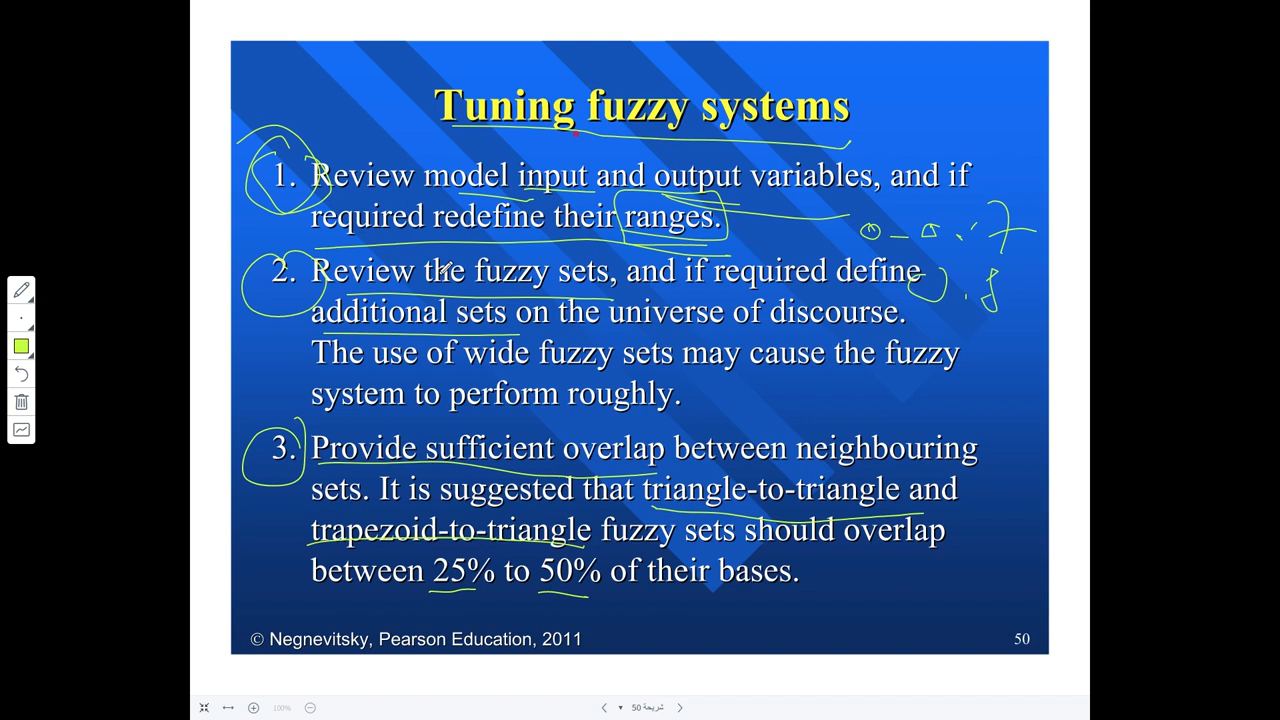 Tuning fuzzy systems
1. Review model input and output variables, and if
required redefine their ranges.
2. Review the fuzzy sets, and if required define
additional sets on the universe of discourse.
The use of wide fuzzy sets may cause the fuzzy
system to perform roughly.
3. Provide sufficient overlap between neighbouring
sets. It is suggested that triangle-to-triangle and
trapezoid-to-triangle fuzzy sets should overlap
between 25% to 50% of their bases.
© Negnevitsky, Pearson Education, 2011
50
100%
شريحة 50